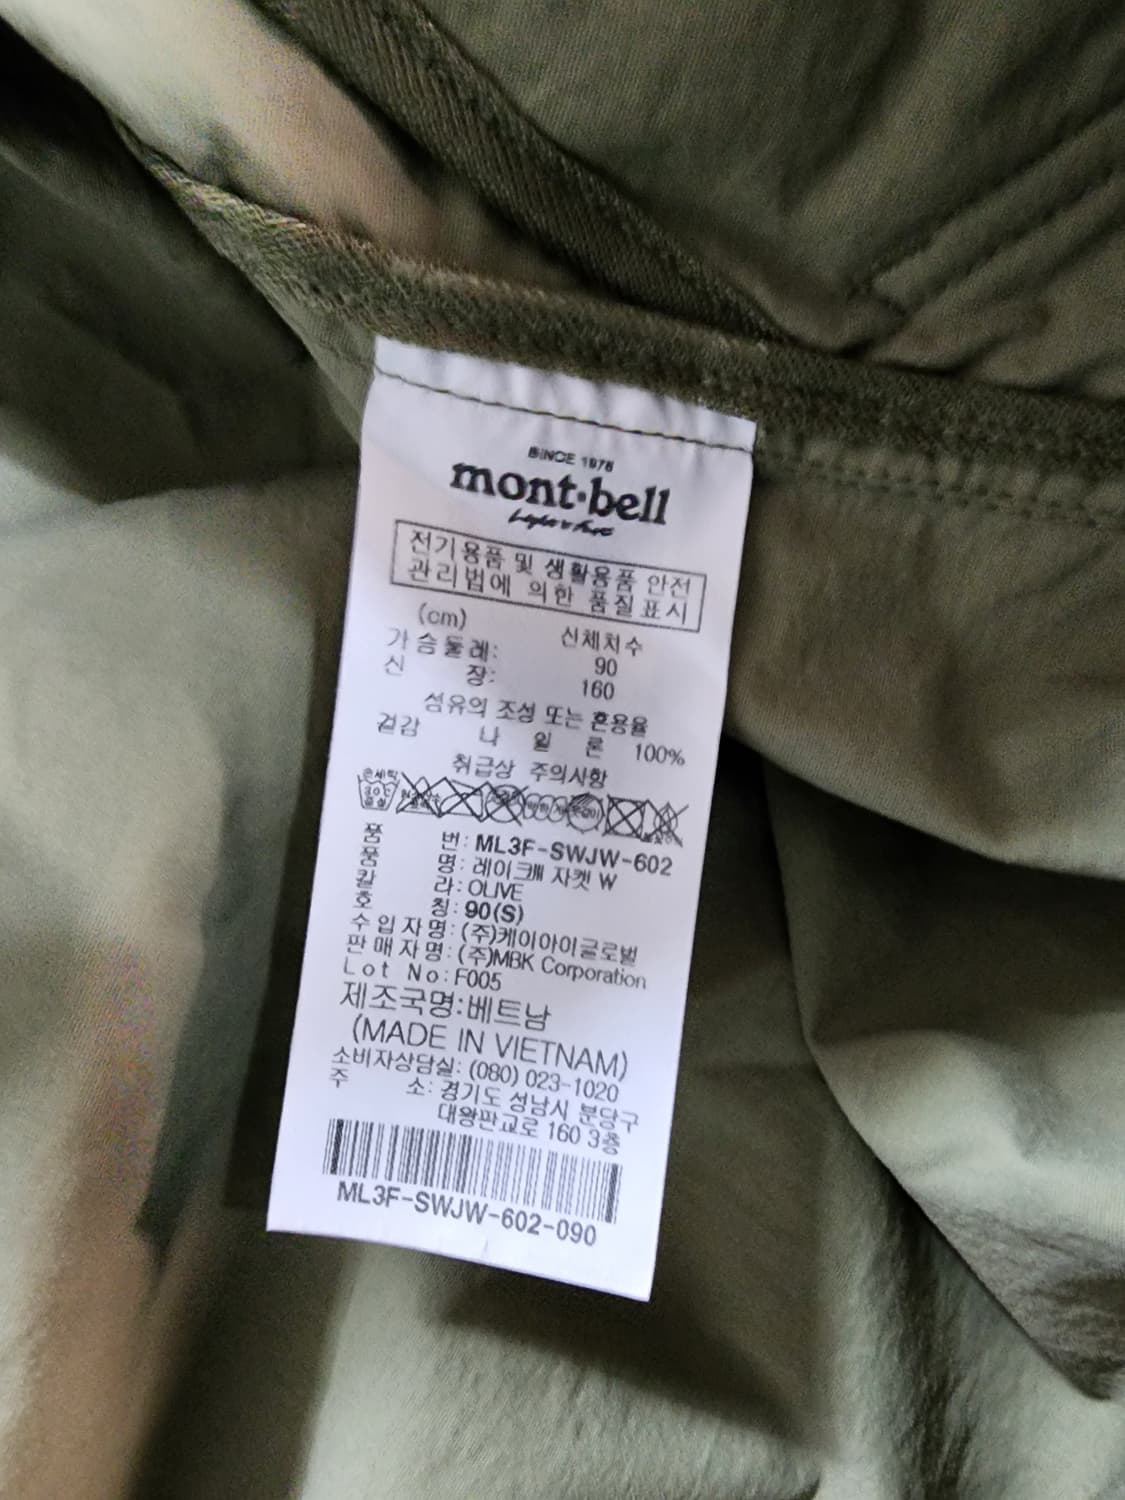 SINCE 1975
mont·bell
Light & Fast
전기용품 및 생활용품 안전
관리법에 의한 품질표시
(cm) 신체치수
가슴둘레: 90
신 장: 160
섬유의 조성 또는 혼용율
겉감 나 일 론 100%
취급상 주의사항
품 번: ML3F-SWJW-602
품 명: 레이크 자켓 W
칼 라: OLIVE
호 칭: 90(S)
수 입 자 명: (주)케이아이글로벌
판 매 자 명: (주)MBK Corporation
Lot No: F005
제조국명:베트남
(MADE IN VIETNAM)
소비자상담실: (080) 023-1020
주 소: 경기도 성남시 분당구
대왕판교로 160 3층
ML3F-SWJW-602-090